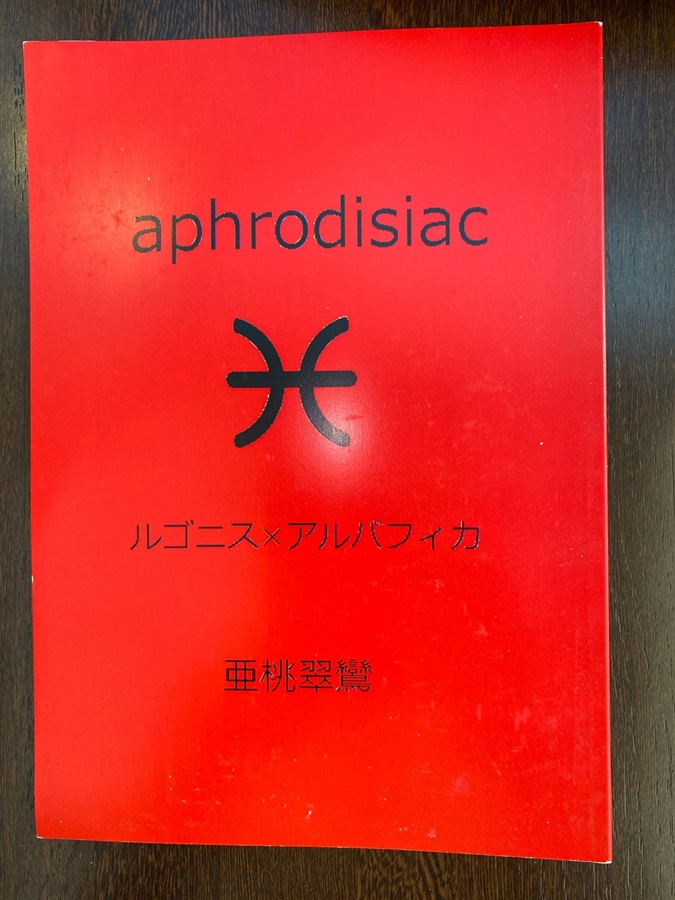 aphrodisiac
♓
ルゴニス×アルバフィカ
亜桃翠鸞